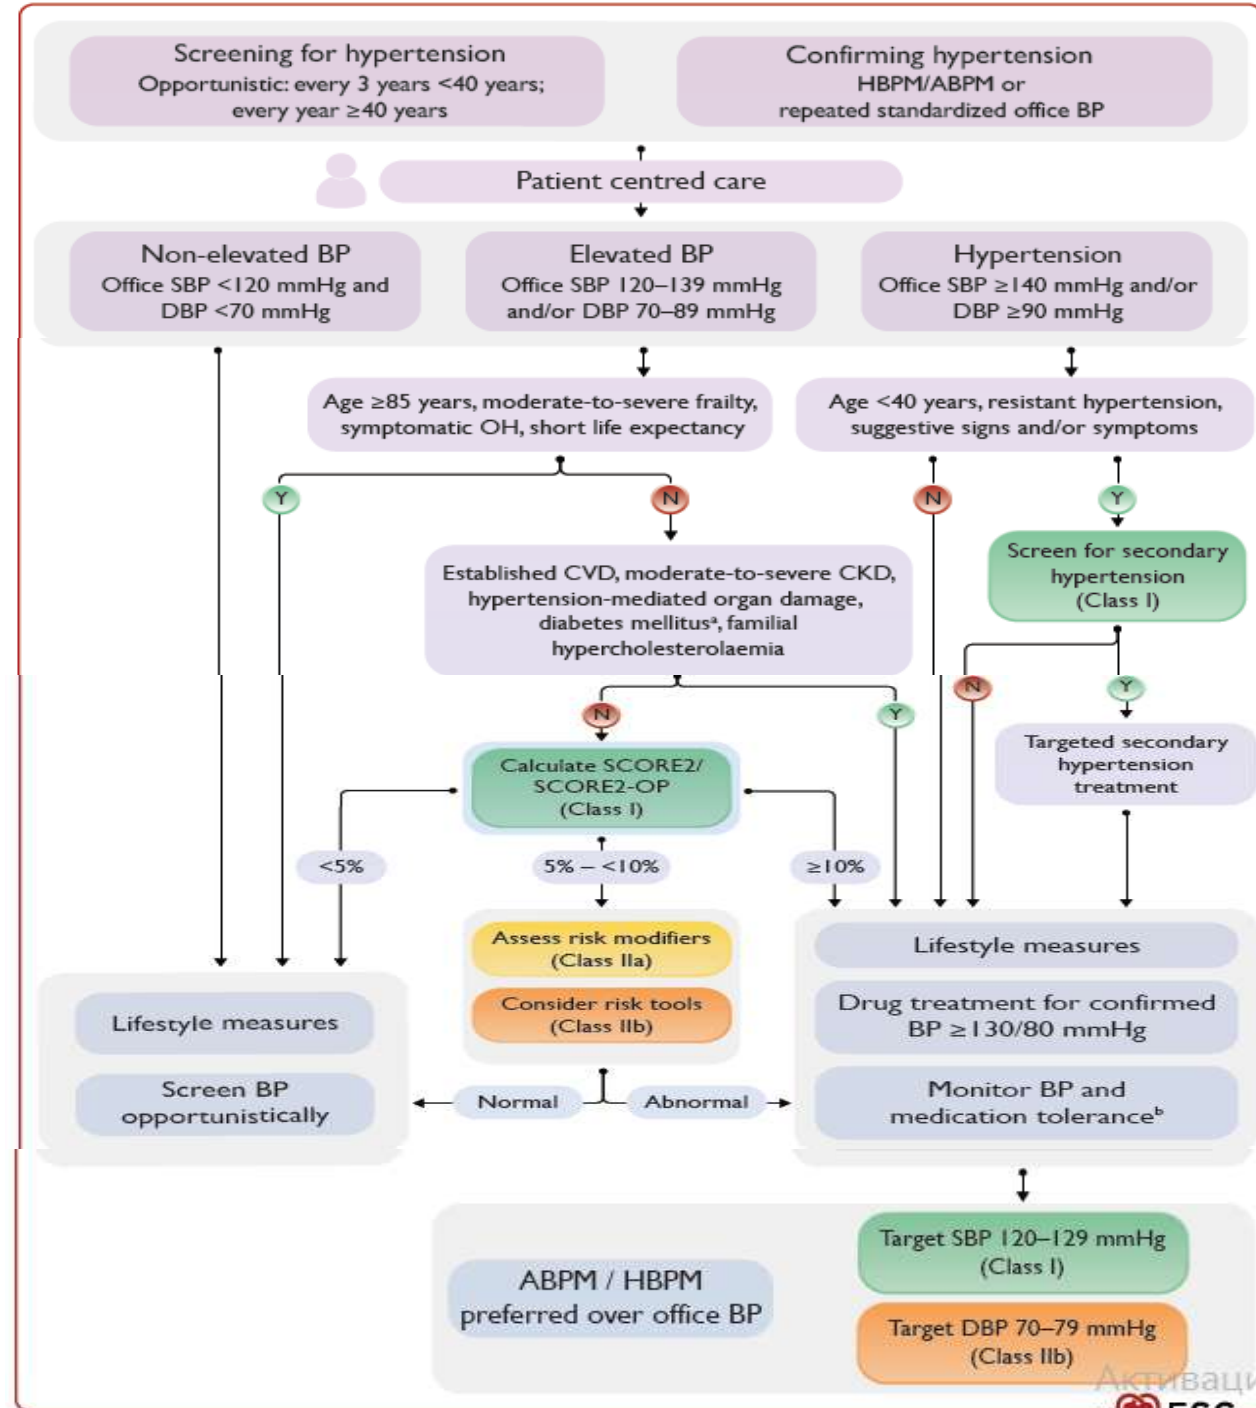 Screening for hypertension
Opportunistic: every 3 years <40 years;
every year ≥40 years
Confirming hypertension
HBPM/ABPM or
repeated standardized office BP
Patient centred care
Non-elevated BP
Office SBP <120 mmHg and
DBP <70 mmHg
Elevated BP
Office SBP 120–139 mmHg
and/or DBP 70–89 mmHg
Hypertension
Office SBP ≥140 mmHg and/or
DBP ≥90 mmHg
Age ≥85 years, moderate-to-severe frailty,
symptomatic OH, short life expectancy
Age <40 years, resistant hypertension,
suggestive signs and/or symptoms
Y
N
N
Y
Established CVD, moderate-to-severe CKD,
hypertension-mediated organ damage,
diabetes mellitusᵃ, familial
hypercholesterolaemia
Screen for secondary
hypertension
(Class I)
N
Y
N
Y
Calculate SCORE2/
SCORE2-OP
(Class I)
Targeted secondary
hypertension
treatment
<5%
5% – <10%
≥10%
Assess risk modifiers
(Class IIa)
Consider risk tools
(Class IIb)
Lifestyle measures
Drug treatment for confirmed
BP ≥130/80 mmHg
Monitor BP and
medication toleranceᵇ
Lifestyle measures
Screen BP
opportunistically
Normal
Abnormal
ABPM / HBPM
preferred over office BP
Target SBP 120–129 mmHg
(Class I)
Target DBP 70–79 mmHg
(Class IIb)
Активаци
ESC